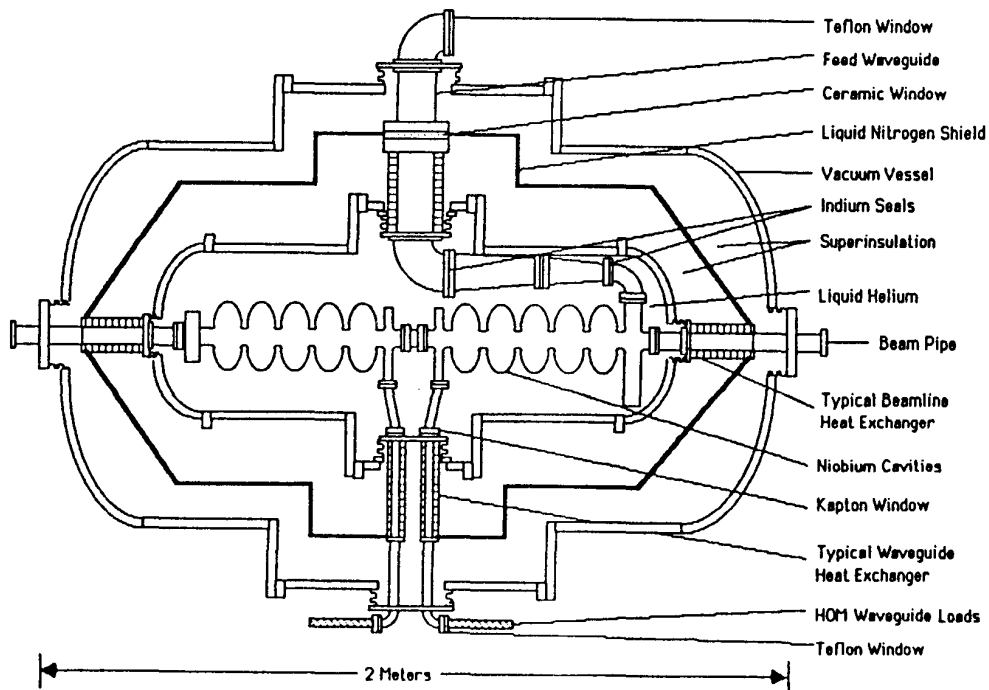 Teflon Window
Feed Waveguide
Ceramic Window
Liquid Nitrogen Shield
Vacuum Vessel
Indium Seals
Superinsulation
Liquid Helium
Beam Pipe
Typical Beamline
Heat Exchanger
Niobium Cavities
Kapton Window
Typical Waveguide
Heat Exchanger
HOM Waveguide Loads
Teflon Window
2 Meters